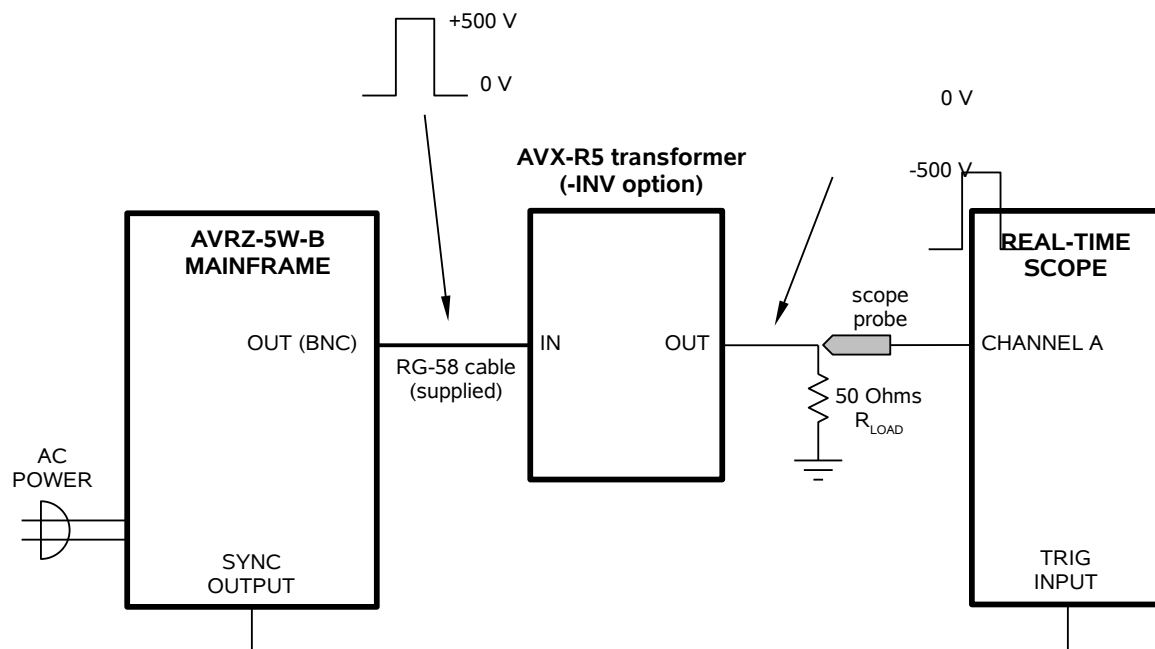 +500 V
0 V
0 V
-500 V
AVX-R5 transformer
(-INV option)
AVRZ-5W-B
MAINFRAME
REAL-TIME
SCOPE
scope
probe
OUT (BNC)
IN
OUT
CHANNEL A
RG-58 cable
(supplied)
50 Ohms
RLOAD
AC
POWER
SYNC
OUTPUT
TRIG
INPUT